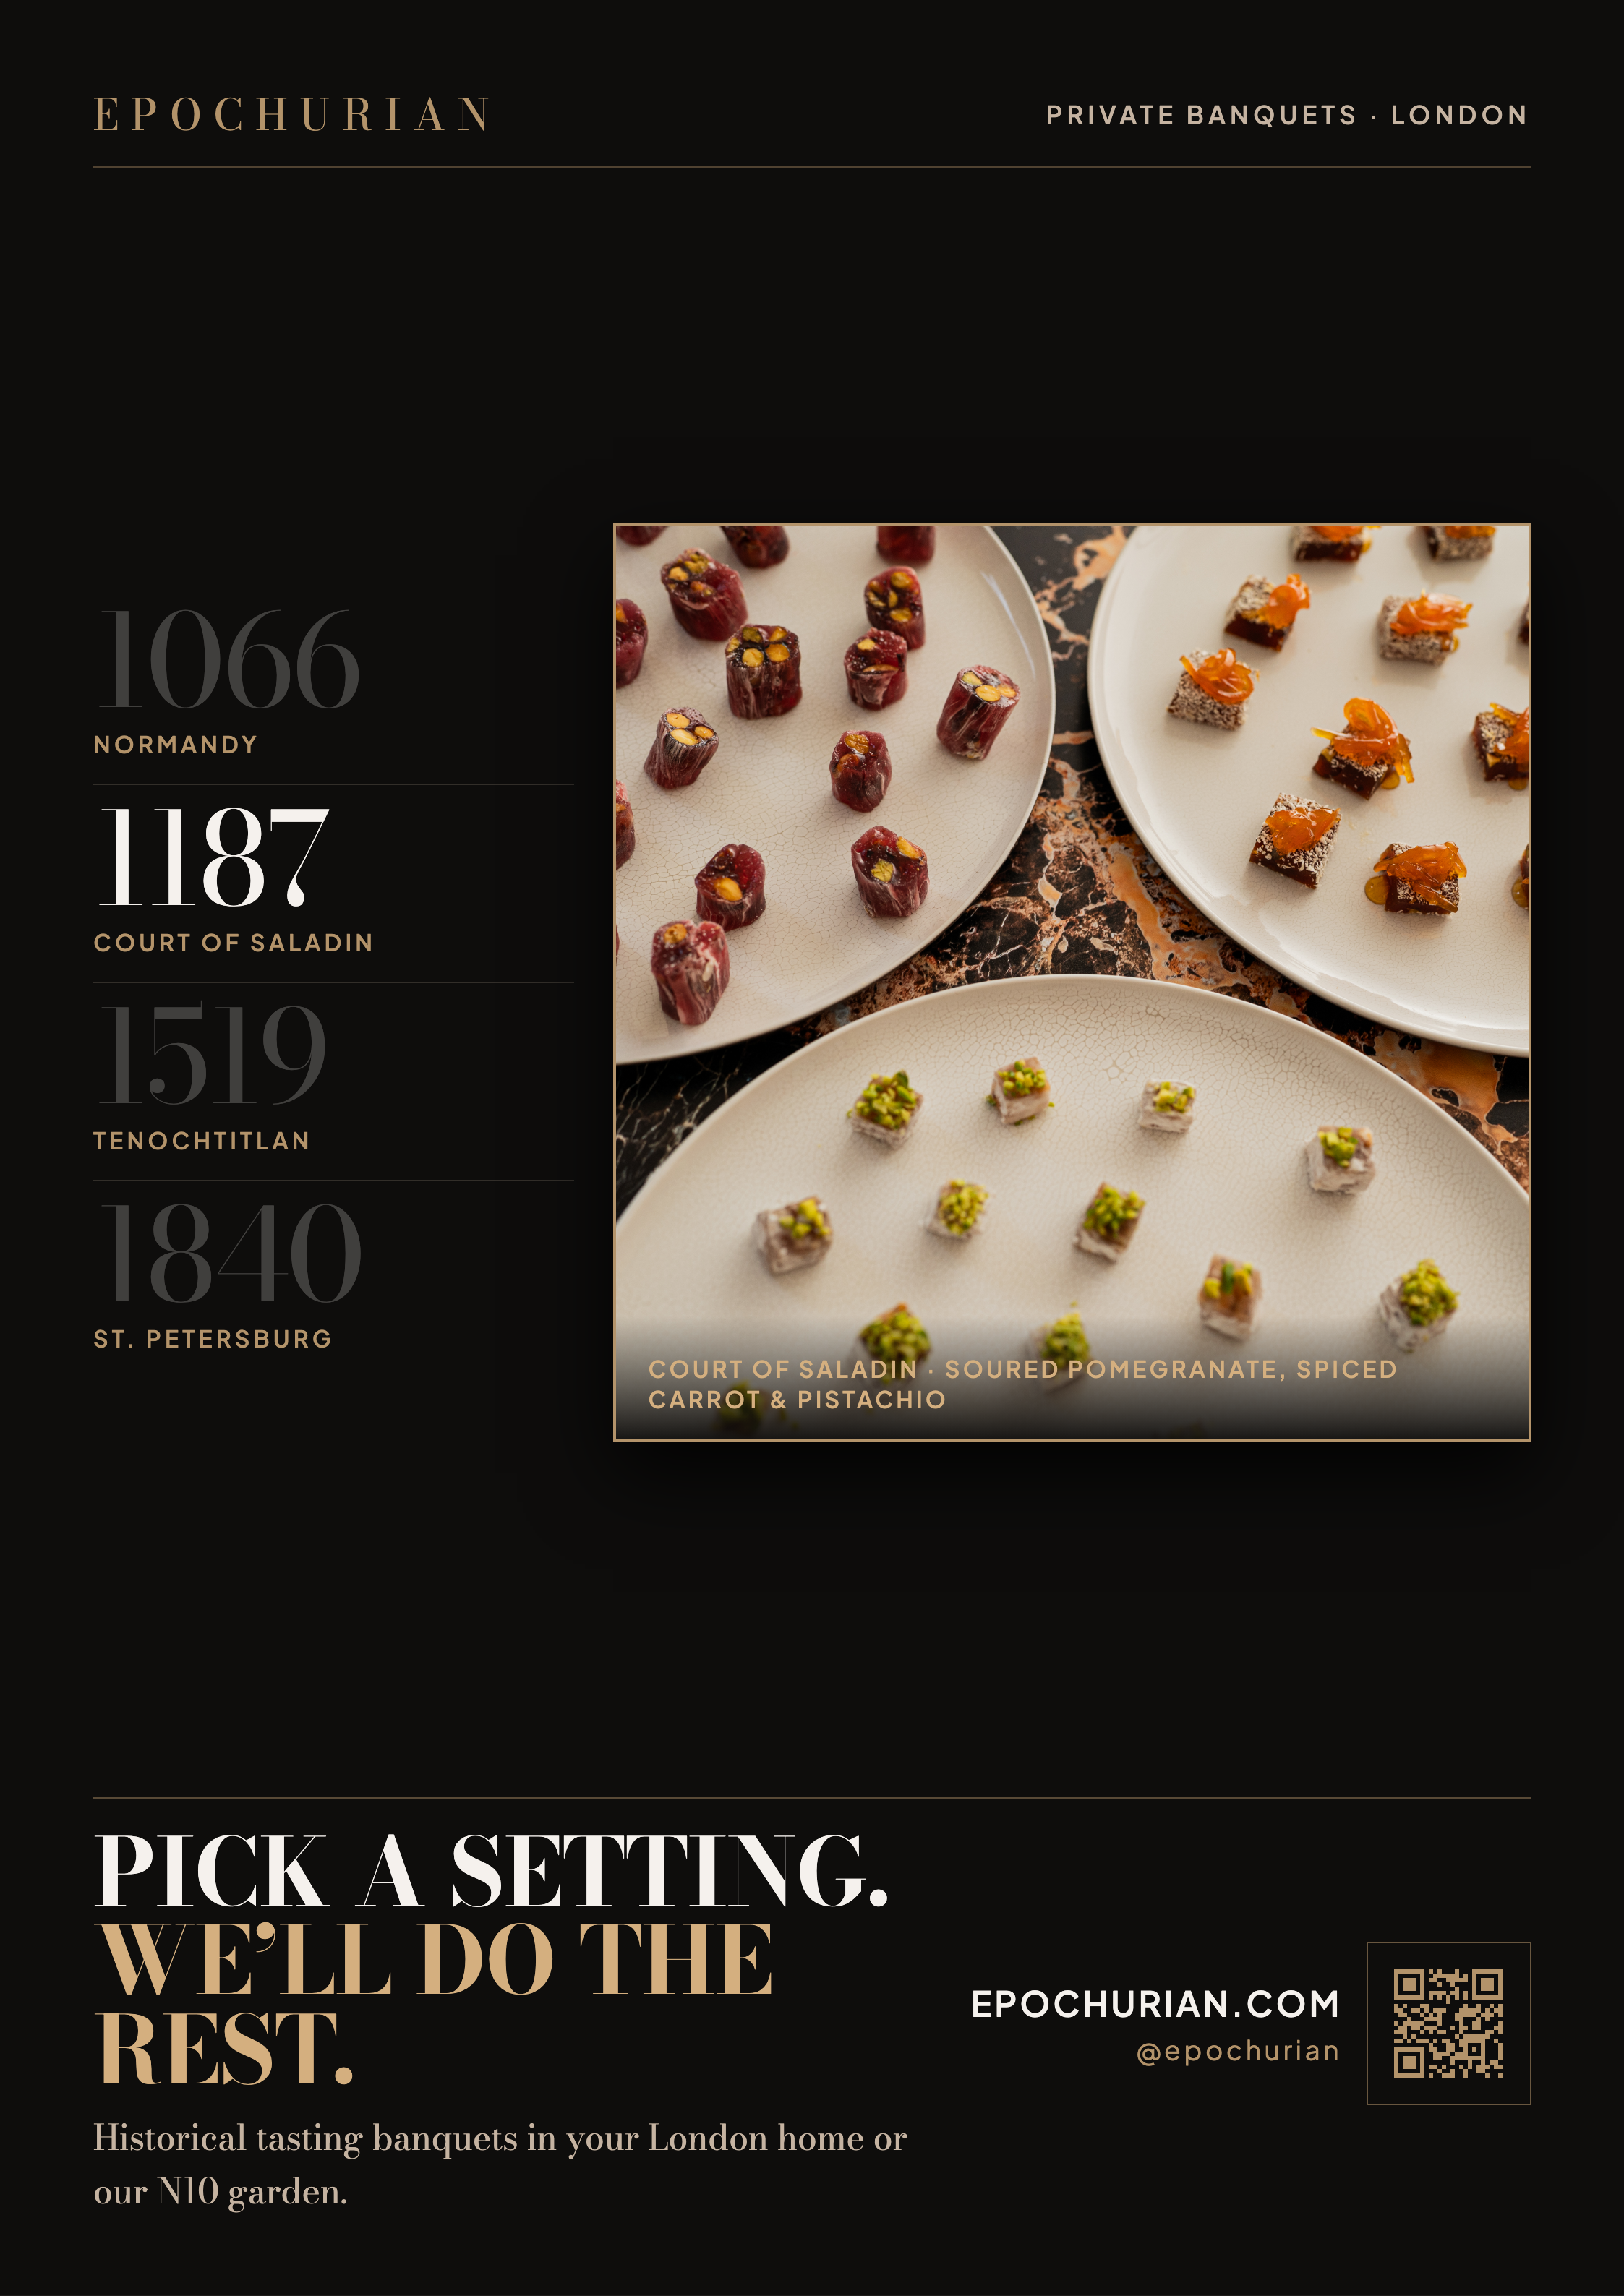 EPOCHURIAN
PRIVATE BANQUETS · LONDON
1066
NORMANDY
1187
COURT OF SALADIN
1519
TENOCHTITLAN
1840
ST. PETERSBURG
COURT OF SALADIN · SOURED POMEGRANATE, SPICED
CARROT & PISTACHIO
PICK A SETTING.
WE’LL DO THE
REST.
Historical tasting banquets in your London home or
our N10 garden.
EPOCHURIAN.COM
@epochurian